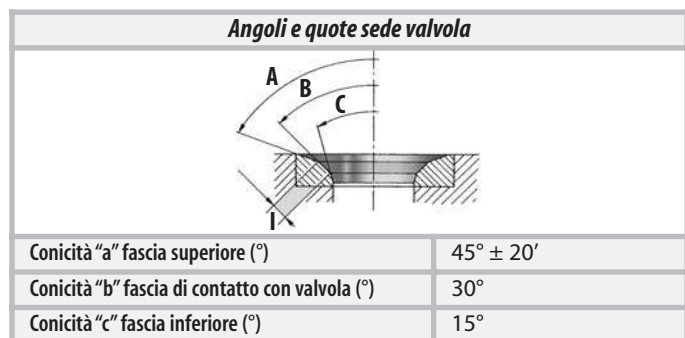 Angoli e quote sede valvola
A
B
C
I
Conicità “a” fascia superiore (°) 45° ± 20’
Conicità “b” fascia di contatto con valvola (°) 30°
Conicità “c” fascia inferiore (°) 15°